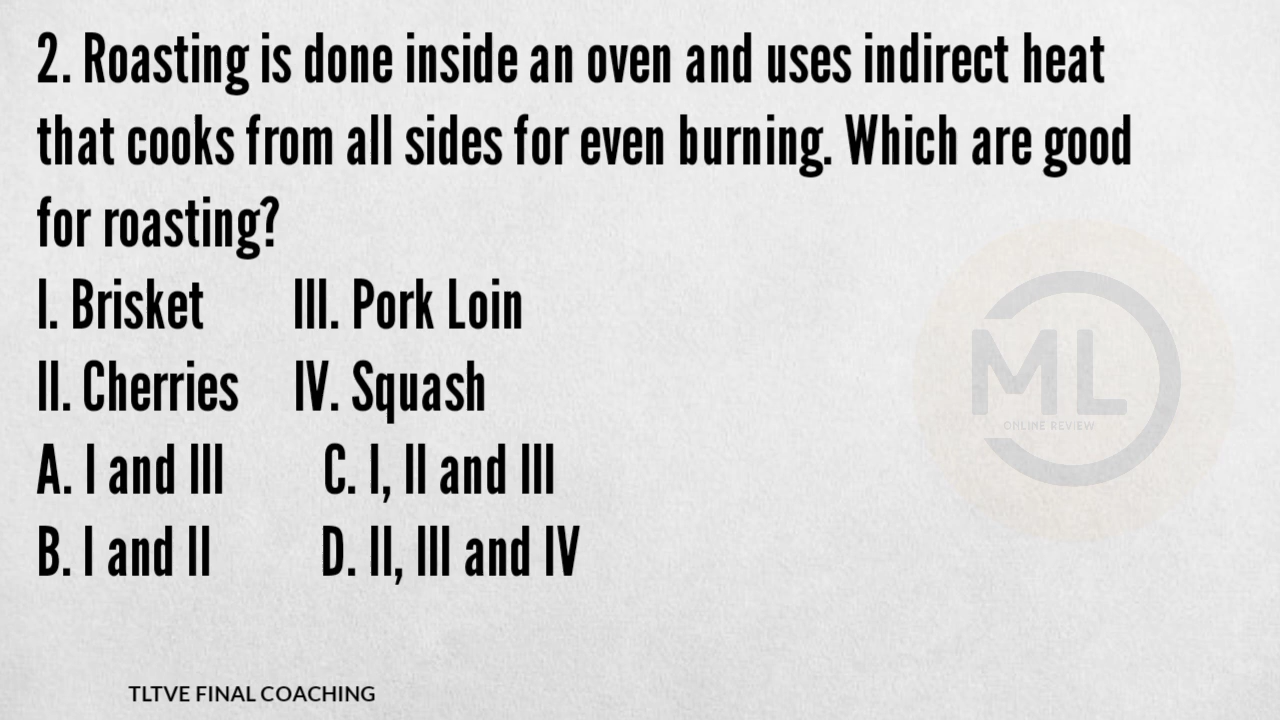 2. Roasting is done inside an oven and uses indirect heat
that cooks from all sides for even burning. Which are good
for roasting?
I. Brisket III. Pork Loin
II. Cherries IV. Squash
A. I and III C. I, II and III
B. I and II D. II, III and IV
ML
ONLINE REVIEW
TLTVE FINAL COACHING